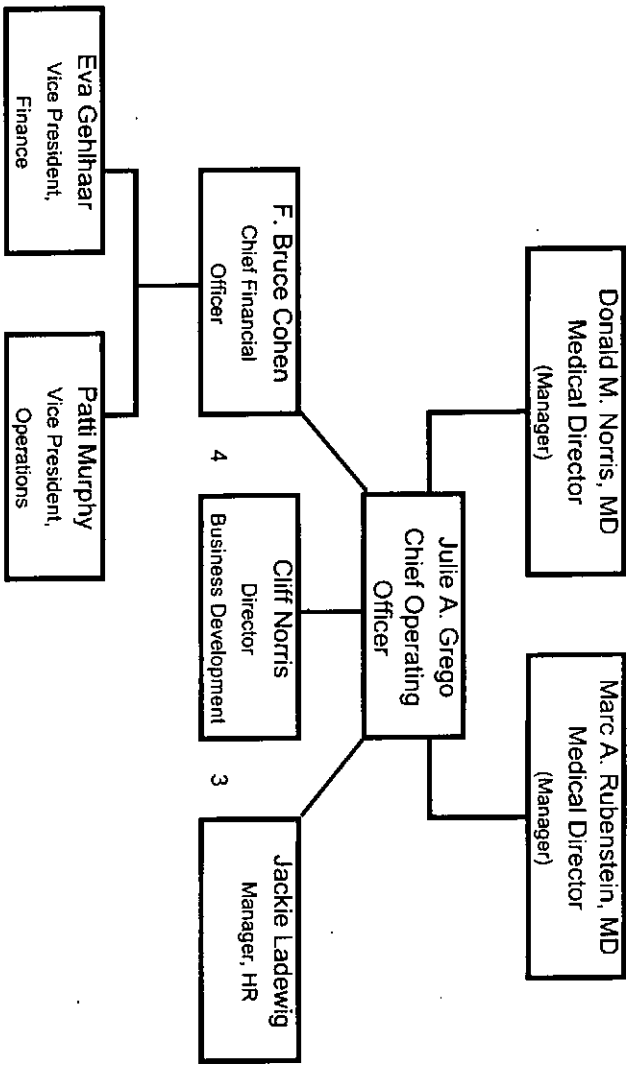 Donald M. Norris, MD
Medical Director
(Manager)
Marc A. Rubenstein, MD
Medical Director
(Manager)
Julie A. Grego
Chief Operating
Officer
F. Bruce Cohen
Chief Financial
Officer
4
Cliff Norris
Director
Business Development
3
Jackie Ladewig
Manager, HR
Eva Gehlhaar
Vice President,
Finance
Patti Murphy
Vice President,
Operations